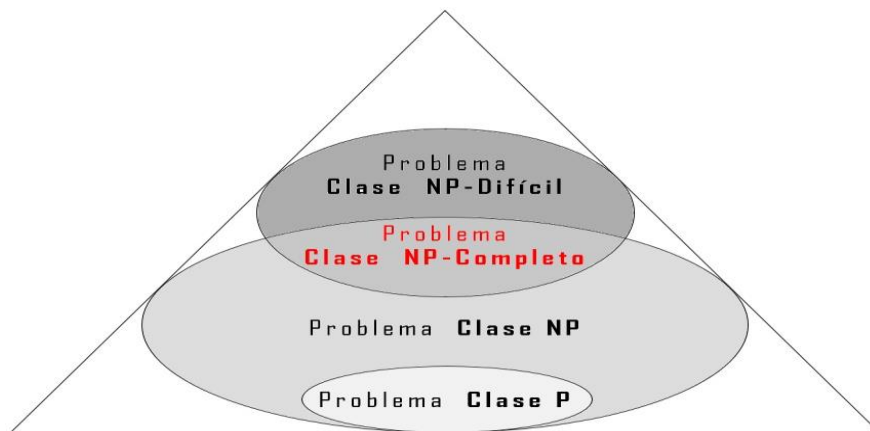 Problema
Clase NP-Difícil
Problema
Clase NP-Completo
Problema Clase NP
Problema Clase P